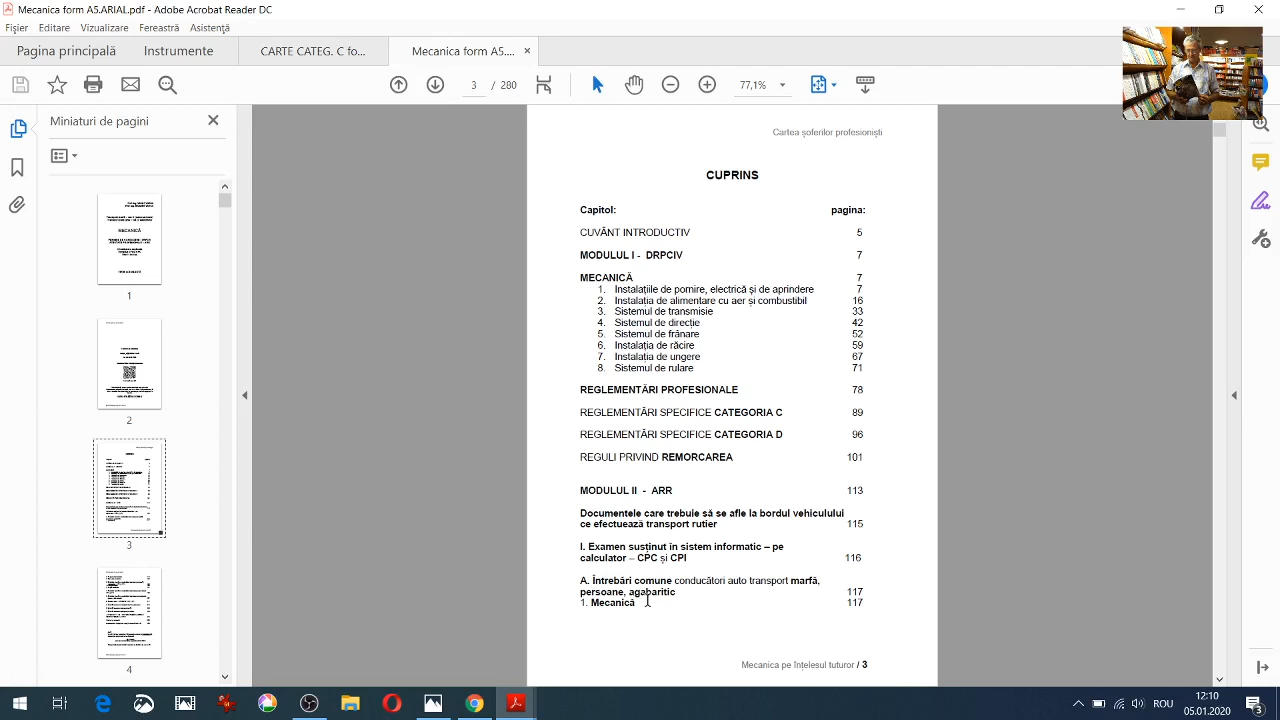 Mecanica form A5.ARIAL.pdf - Adobe Acrobat Reader DC
Fișier Editare Vizualizare Fereastră Asistență
Pagina principală Instrumente CARTE CATEG. C fo... Mecanica form A5....
3 / 280 77,1%
Miniaturi de pagini
1
2
3
4
Cartea șoferilor profesioniști
CUPRINS
Capitol: pagina:
CUVÂNT INTRODUCTIV 5
MODULUL I - DRPCIV 7
MECANICĂ 7
1. Instalațiile de pornire, electrică și de aprindere 7
2. Instalația de alimentare cu aer și combustibil 16
3. Sistemul de transmisie 33
4. Sistemul de direcție 42
5. Sistemul de frânare 52
6. Instalația de răcire 59
7. Instalația de ungere 67
8. Sistemul de rulare 71
REGLEMENTĂRI PROFESIONALE 78
REGLEMENTĂRI SPECIFICE CATEGORIA C 89
REGLEMENTĂRI SPECIFICE CATEGORIA D 96
REGULI PRIVIND REMORCAREA 101
MODULUL II - ARR 113
Documentele care trebuie să se afle la bordul vehiculului
ce efectuează transport rutier 115
I. Examen susținut în sistem informatic – pe
calculator – CPC și CPI 116
A. Întrebări comune conducători auto transport marfă,
persoane, agabaritic 117
1. Mecanică 117
Mecanica pe înțelesul tuturor / 3
ROU
12:10
05.01.2020
3